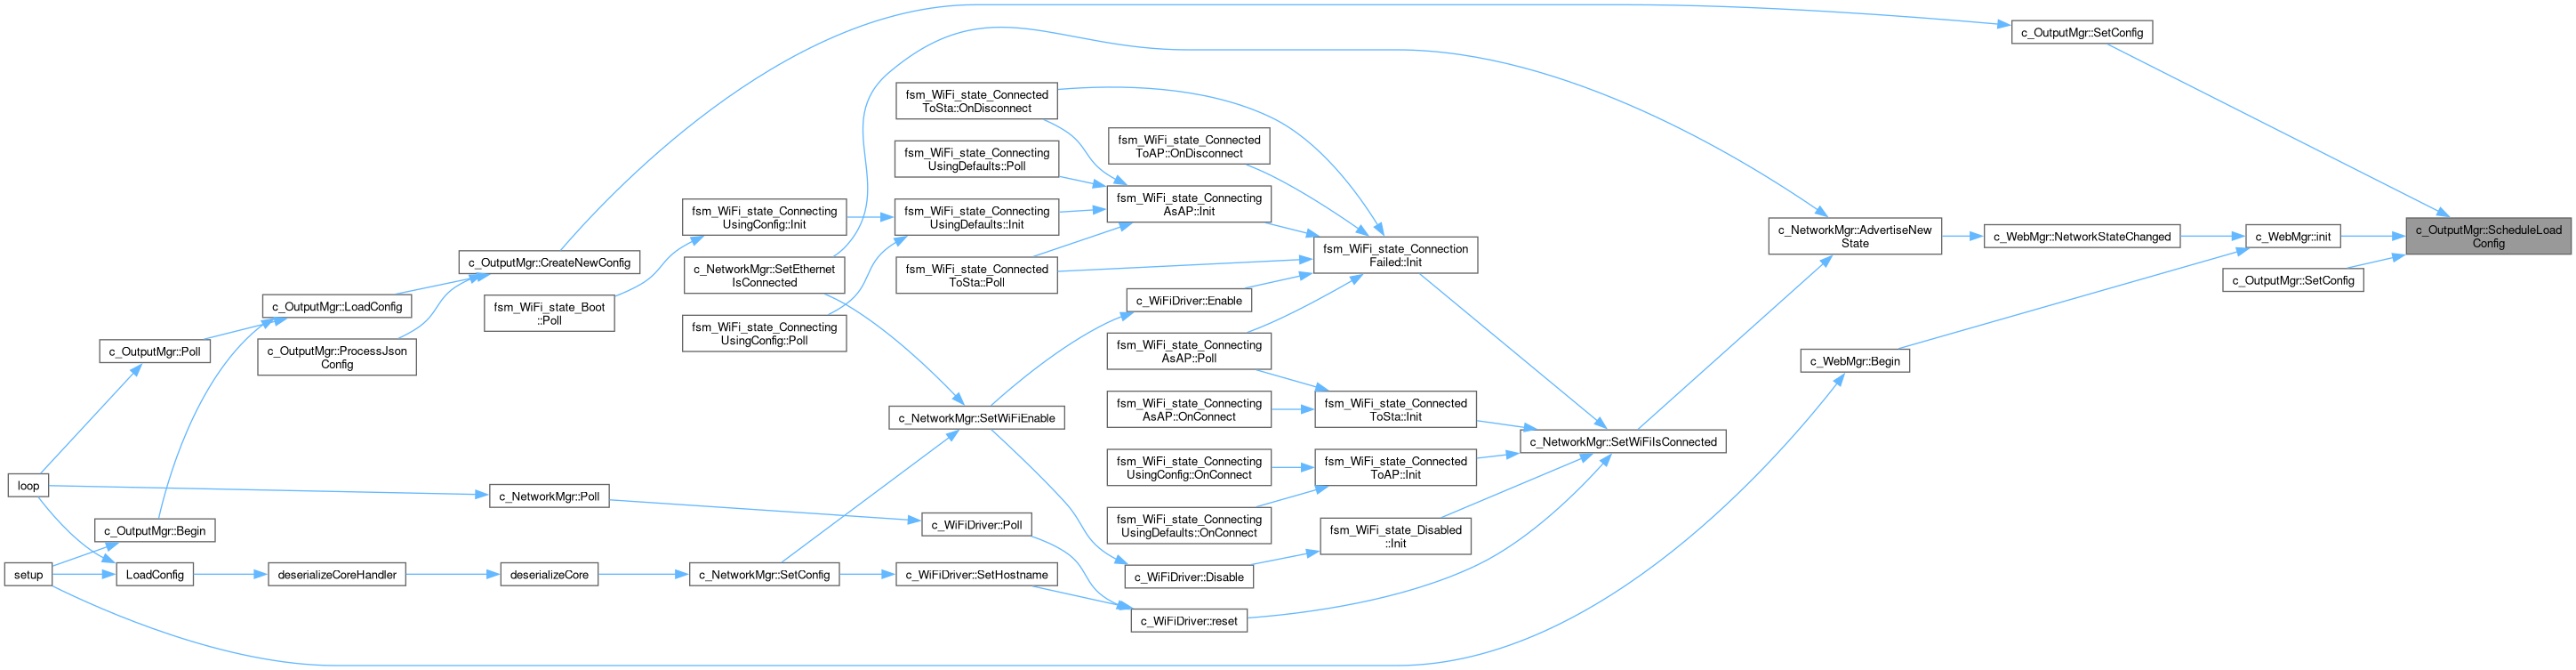 c_OutputMgr::SetConfig
fsm_WiFi_state_Connected
ToSta::OnDisconnect
fsm_WiFi_state_Connected
ToAP::OnDisconnect
fsm_WiFi_state_Connecting
UsingDefaults::Poll
fsm_WiFi_state_Connecting
AsAP::Init
fsm_WiFi_state_Connecting
UsingConfig::Init
fsm_WiFi_state_Connecting
UsingDefaults::Init
c_NetworkMgr::AdvertiseNew
State
c_WebMgr::NetworkStateChanged
c_WebMgr::init
c_OutputMgr::ScheduleLoad
Config
c_OutputMgr::CreateNewConfig
c_NetworkMgr::SetEthernet
IsConnected
fsm_WiFi_state_Connected
ToSta::Poll
fsm_WiFi_state_Connection
Failed::Init
c_OutputMgr::SetConfig
c_OutputMgr::LoadConfig
fsm_WiFi_state_Boot
::Poll
c_WiFiDriver::Enable
fsm_WiFi_state_Connecting
UsingConfig::Poll
c_OutputMgr::Poll
c_OutputMgr::ProcessJson
Config
fsm_WiFi_state_Connecting
AsAP::Poll
c_WebMgr::Begin
c_NetworkMgr::SetWiFiEnable
fsm_WiFi_state_Connecting
AsAP::OnConnect
fsm_WiFi_state_Connected
ToSta::Init
c_NetworkMgr::SetWiFiIsConnected
loop
c_NetworkMgr::Poll
fsm_WiFi_state_Connecting
UsingConfig::OnConnect
fsm_WiFi_state_Connected
ToAP::Init
c_OutputMgr::Begin
c_WiFiDriver::Poll
fsm_WiFi_state_Connecting
UsingDefaults::OnConnect
fsm_WiFi_state_Disabled
::Init
setup
LoadConfig
deserializeCoreHandler
deserializeCore
c_NetworkMgr::SetConfig
c_WiFiDriver::SetHostname
c_WiFiDriver::Disable
c_WiFiDriver::reset